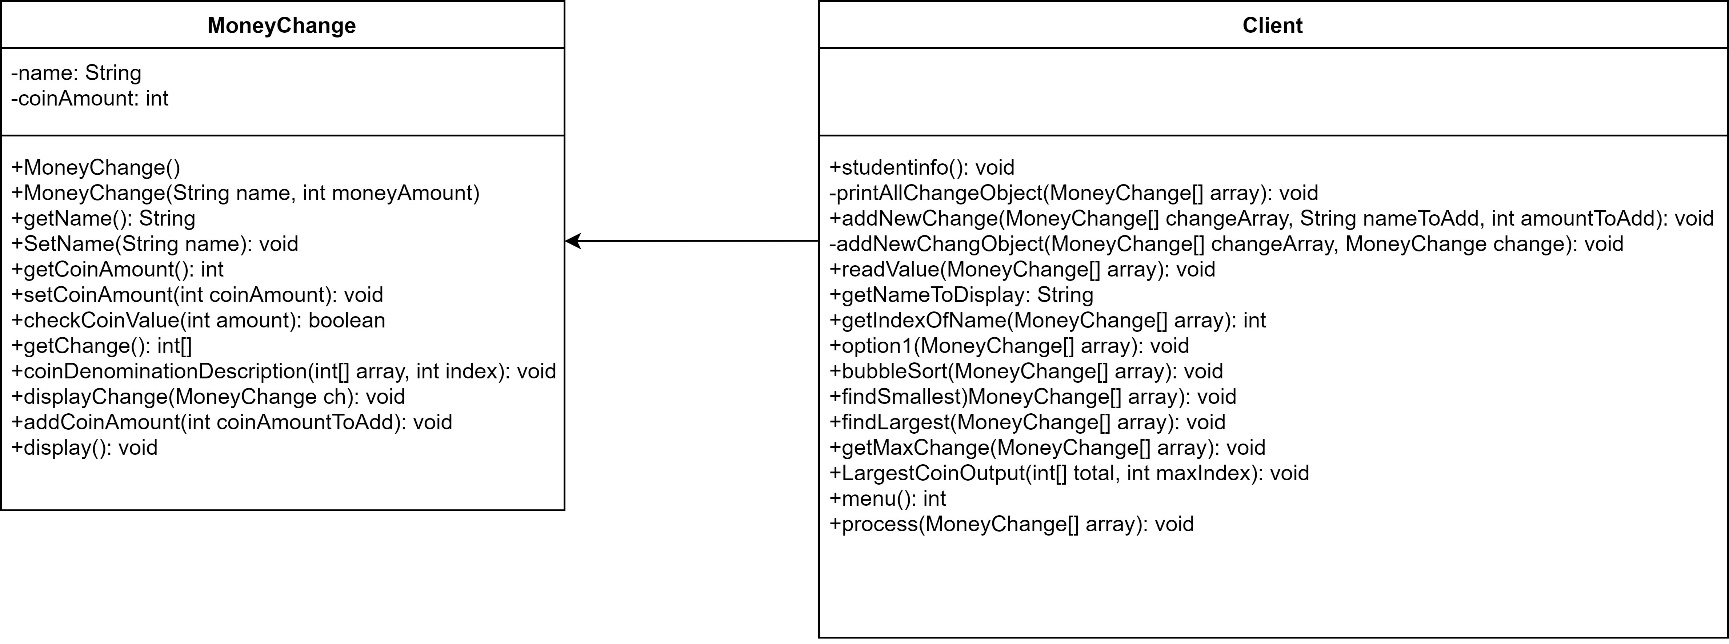 MoneyChange
-name: String
-coinAmount: int
+MoneyChange()
+MoneyChange(String name, int moneyAmount)
+getName(): String
+SetName(String name): void
+getCoinAmount(): int
+setCoinAmount(int coinAmount): void
+checkCoinValue(int amount): boolean
+getChange(): int[]
+coinDenominationDescription(int[] array, int index): void
+displayChange(MoneyChange ch): void
+addCoinAmount(int coinAmountToAdd): void
+display(): void
Client
+studentinfo(): void
-printAllChangeObject(MoneyChange[] array): void
+addNewChange(MoneyChange[] changeArray, String nameToAdd, int amountToAdd): void
-addNewChangObject(MoneyChange[] changeArray, MoneyChange change): void
+readValue(MoneyChange[] array): void
+getNameToDisplay: String
+getIndexOfName(MoneyChange[] array): int
+option1(MoneyChange[] array): void
+bubbleSort(MoneyChange[] array): void
+findSmallest)MoneyChange[] array): void
+findLargest(MoneyChange[] array): void
+getMaxChange(MoneyChange[] array): void
+LargestCoinOutput(int[] total, int maxIndex): void
+menu(): int
+process(MoneyChange[] array): void